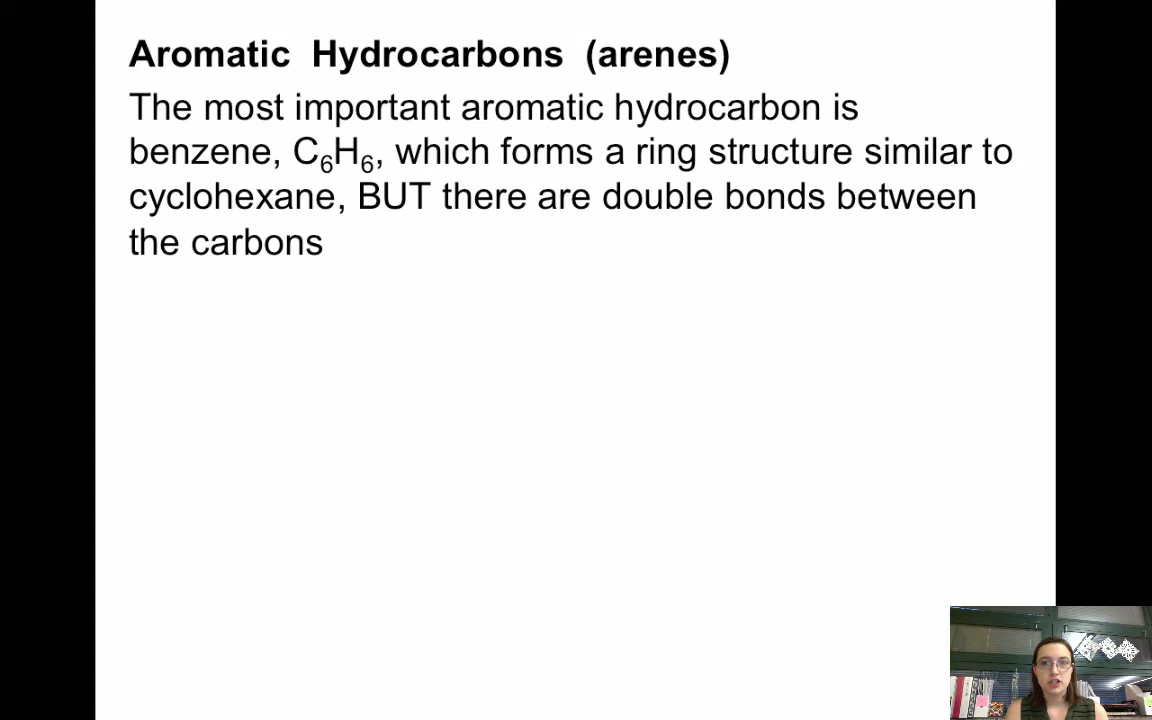 Aromatic Hydrocarbons (arenes)
The most important aromatic hydrocarbon is
benzene, C₆H₆, which forms a ring structure similar to
cyclohexane, BUT there are double bonds between
the carbons